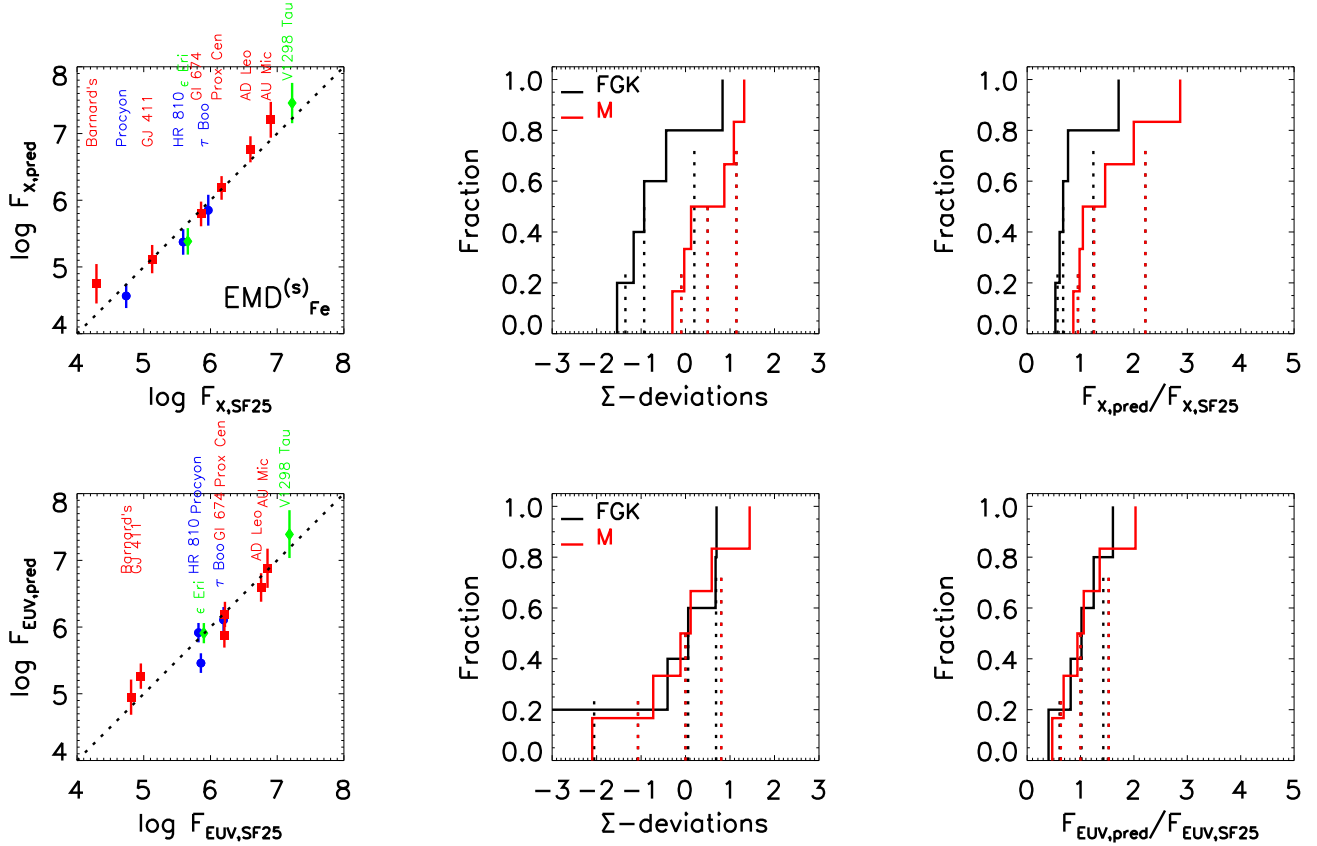 Barnard's
Procyon
GJ 411
HR 810
ε Eri
Gl 674
τ Boo
Prox Cen
AD Leo
AU Mic
V1298 Tau
8
7
6
5
4
log F_X,pred
EMD^(s)_Fe
4 5 6 7 8
log F_X,SF25
FGK
M
1.0
0.8
0.6
0.4
0.2
0.0
Fraction
−3 −2 −1 0 1 2 3
Σ−deviations
1.0
0.8
0.6
0.4
0.2
0.0
Fraction
0 1 2 3 4 5
F_X,pred/F_X,SF25
Barnard's
GJ 411
HR 810
Procyon
ε Eri
τ Boo
Gl 674
Prox Cen
AD Leo
AU Mic
V1298 Tau
8
7
6
5
4
log F_EUV,pred
4 5 6 7 8
log F_EUV,SF25
FGK
M
1.0
0.8
0.6
0.4
0.2
0.0
Fraction
−3 −2 −1 0 1 2 3
Σ−deviations
1.0
0.8
0.6
0.4
0.2
0.0
Fraction
0 1 2 3 4 5
F_EUV,pred/F_EUV,SF25